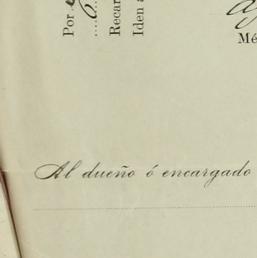 Por
Recar
Iden a
Mé
Al dueño ó encargado